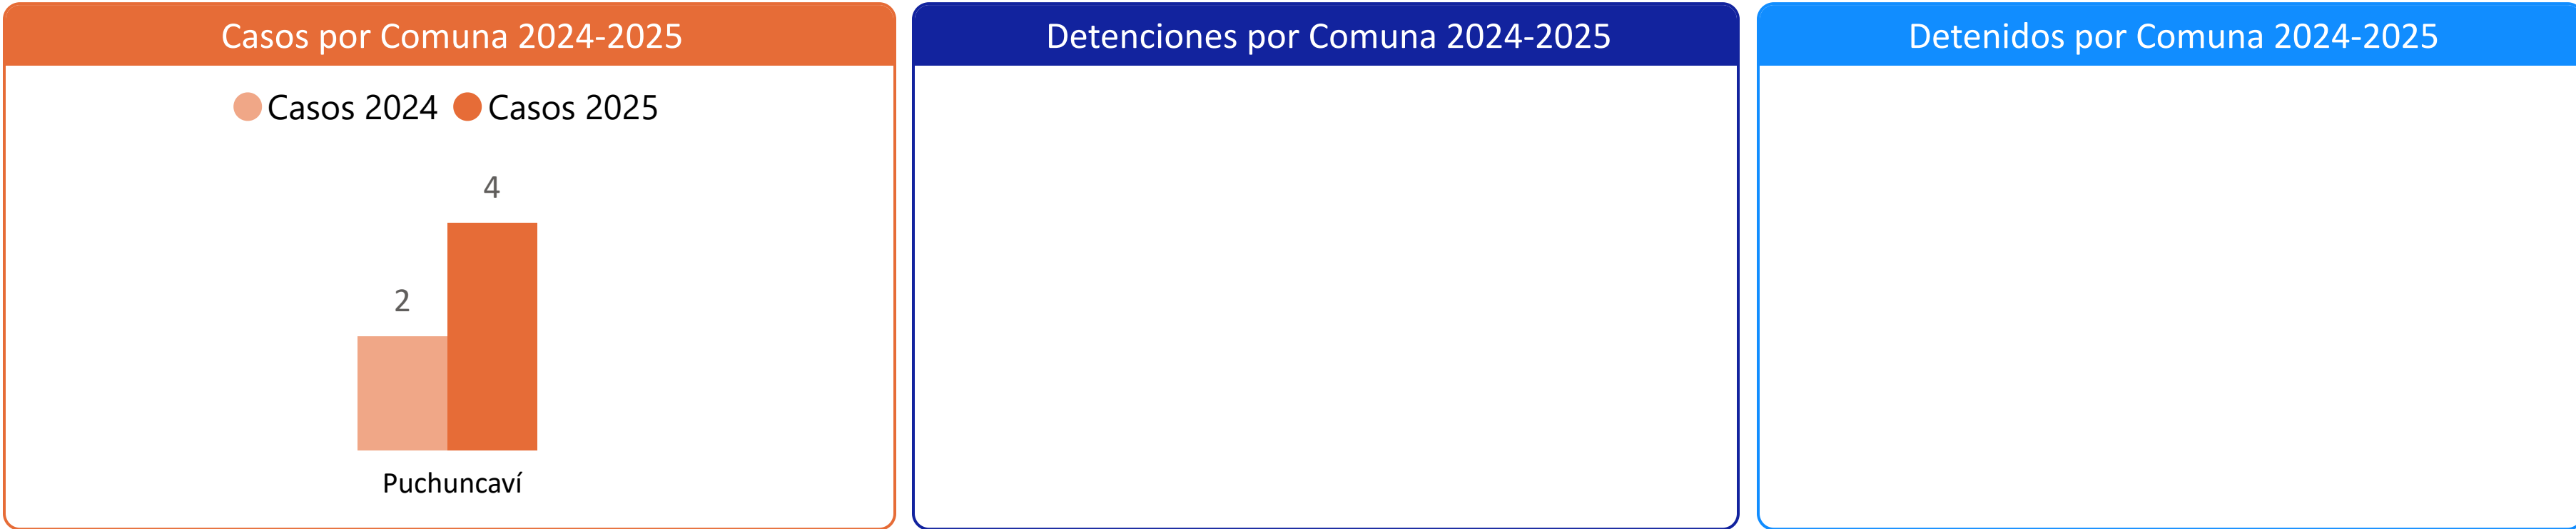 Casos por Comuna 2024-2025
Casos 2024 Casos 2025
4
2
Puchuncaví
Detenciones por Comuna 2024-2025
Detenidos por Comuna 2024-2025